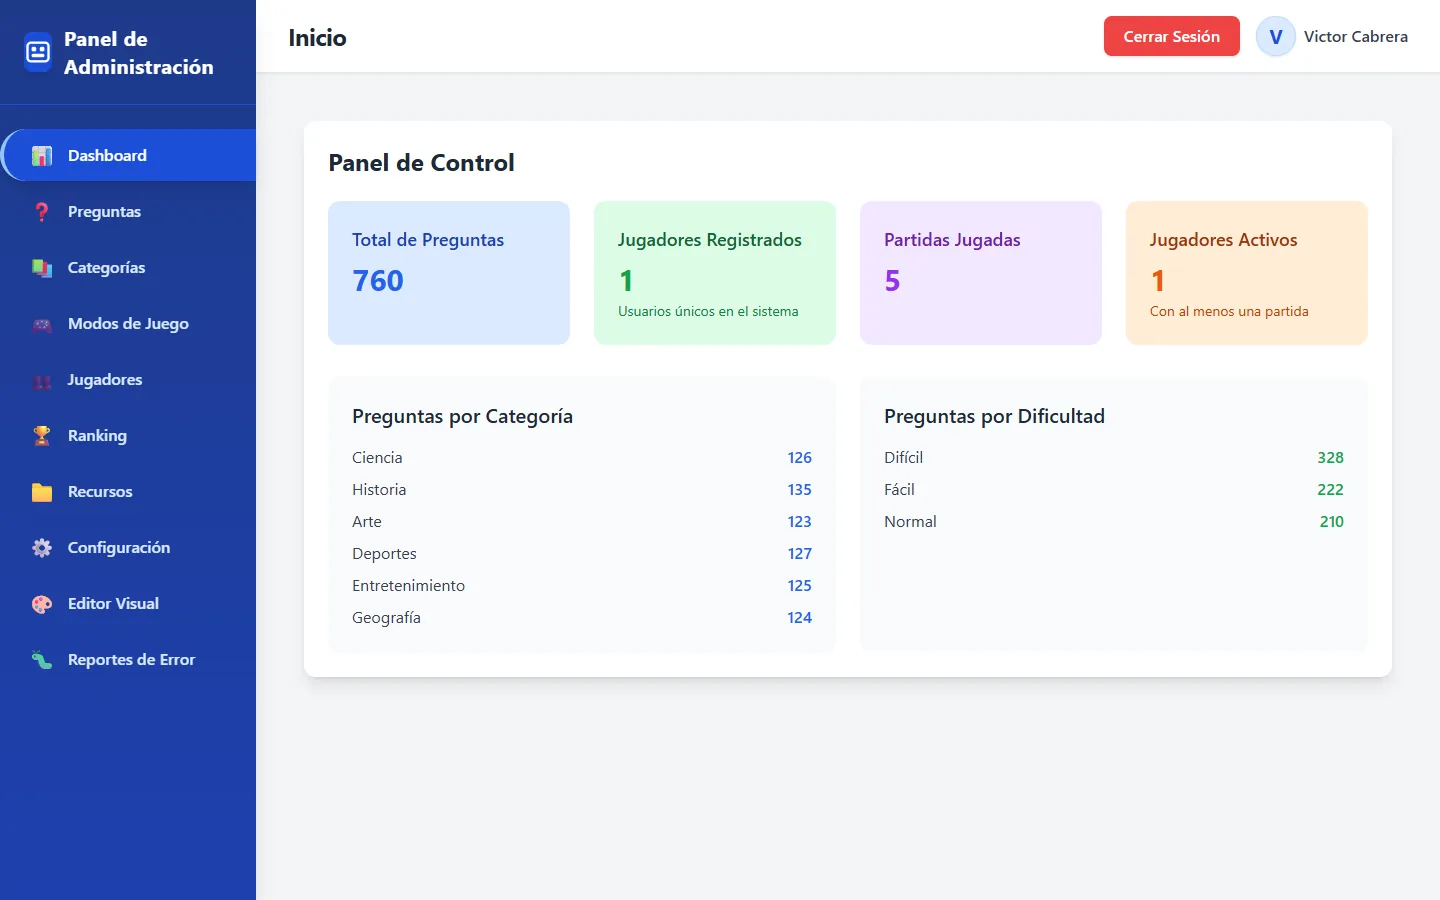 Panel de
Administración
Dashboard
Preguntas
Categorías
Modos de Juego
Jugadores
Ranking
Recursos
Configuración
Editor Visual
Reportes de Error
Inicio
Cerrar Sesión
V
Victor Cabrera
Panel de Control
Total de Preguntas
760
Jugadores Registrados
1
Usuarios únicos en el sistema
Partidas Jugadas
5
Jugadores Activos
1
Con al menos una partida
Preguntas por Categoría
Ciencia 126
Historia 135
Arte 123
Deportes 127
Entretenimiento 125
Geografía 124
Preguntas por Dificultad
Difícil 328
Fácil 222
Normal 210